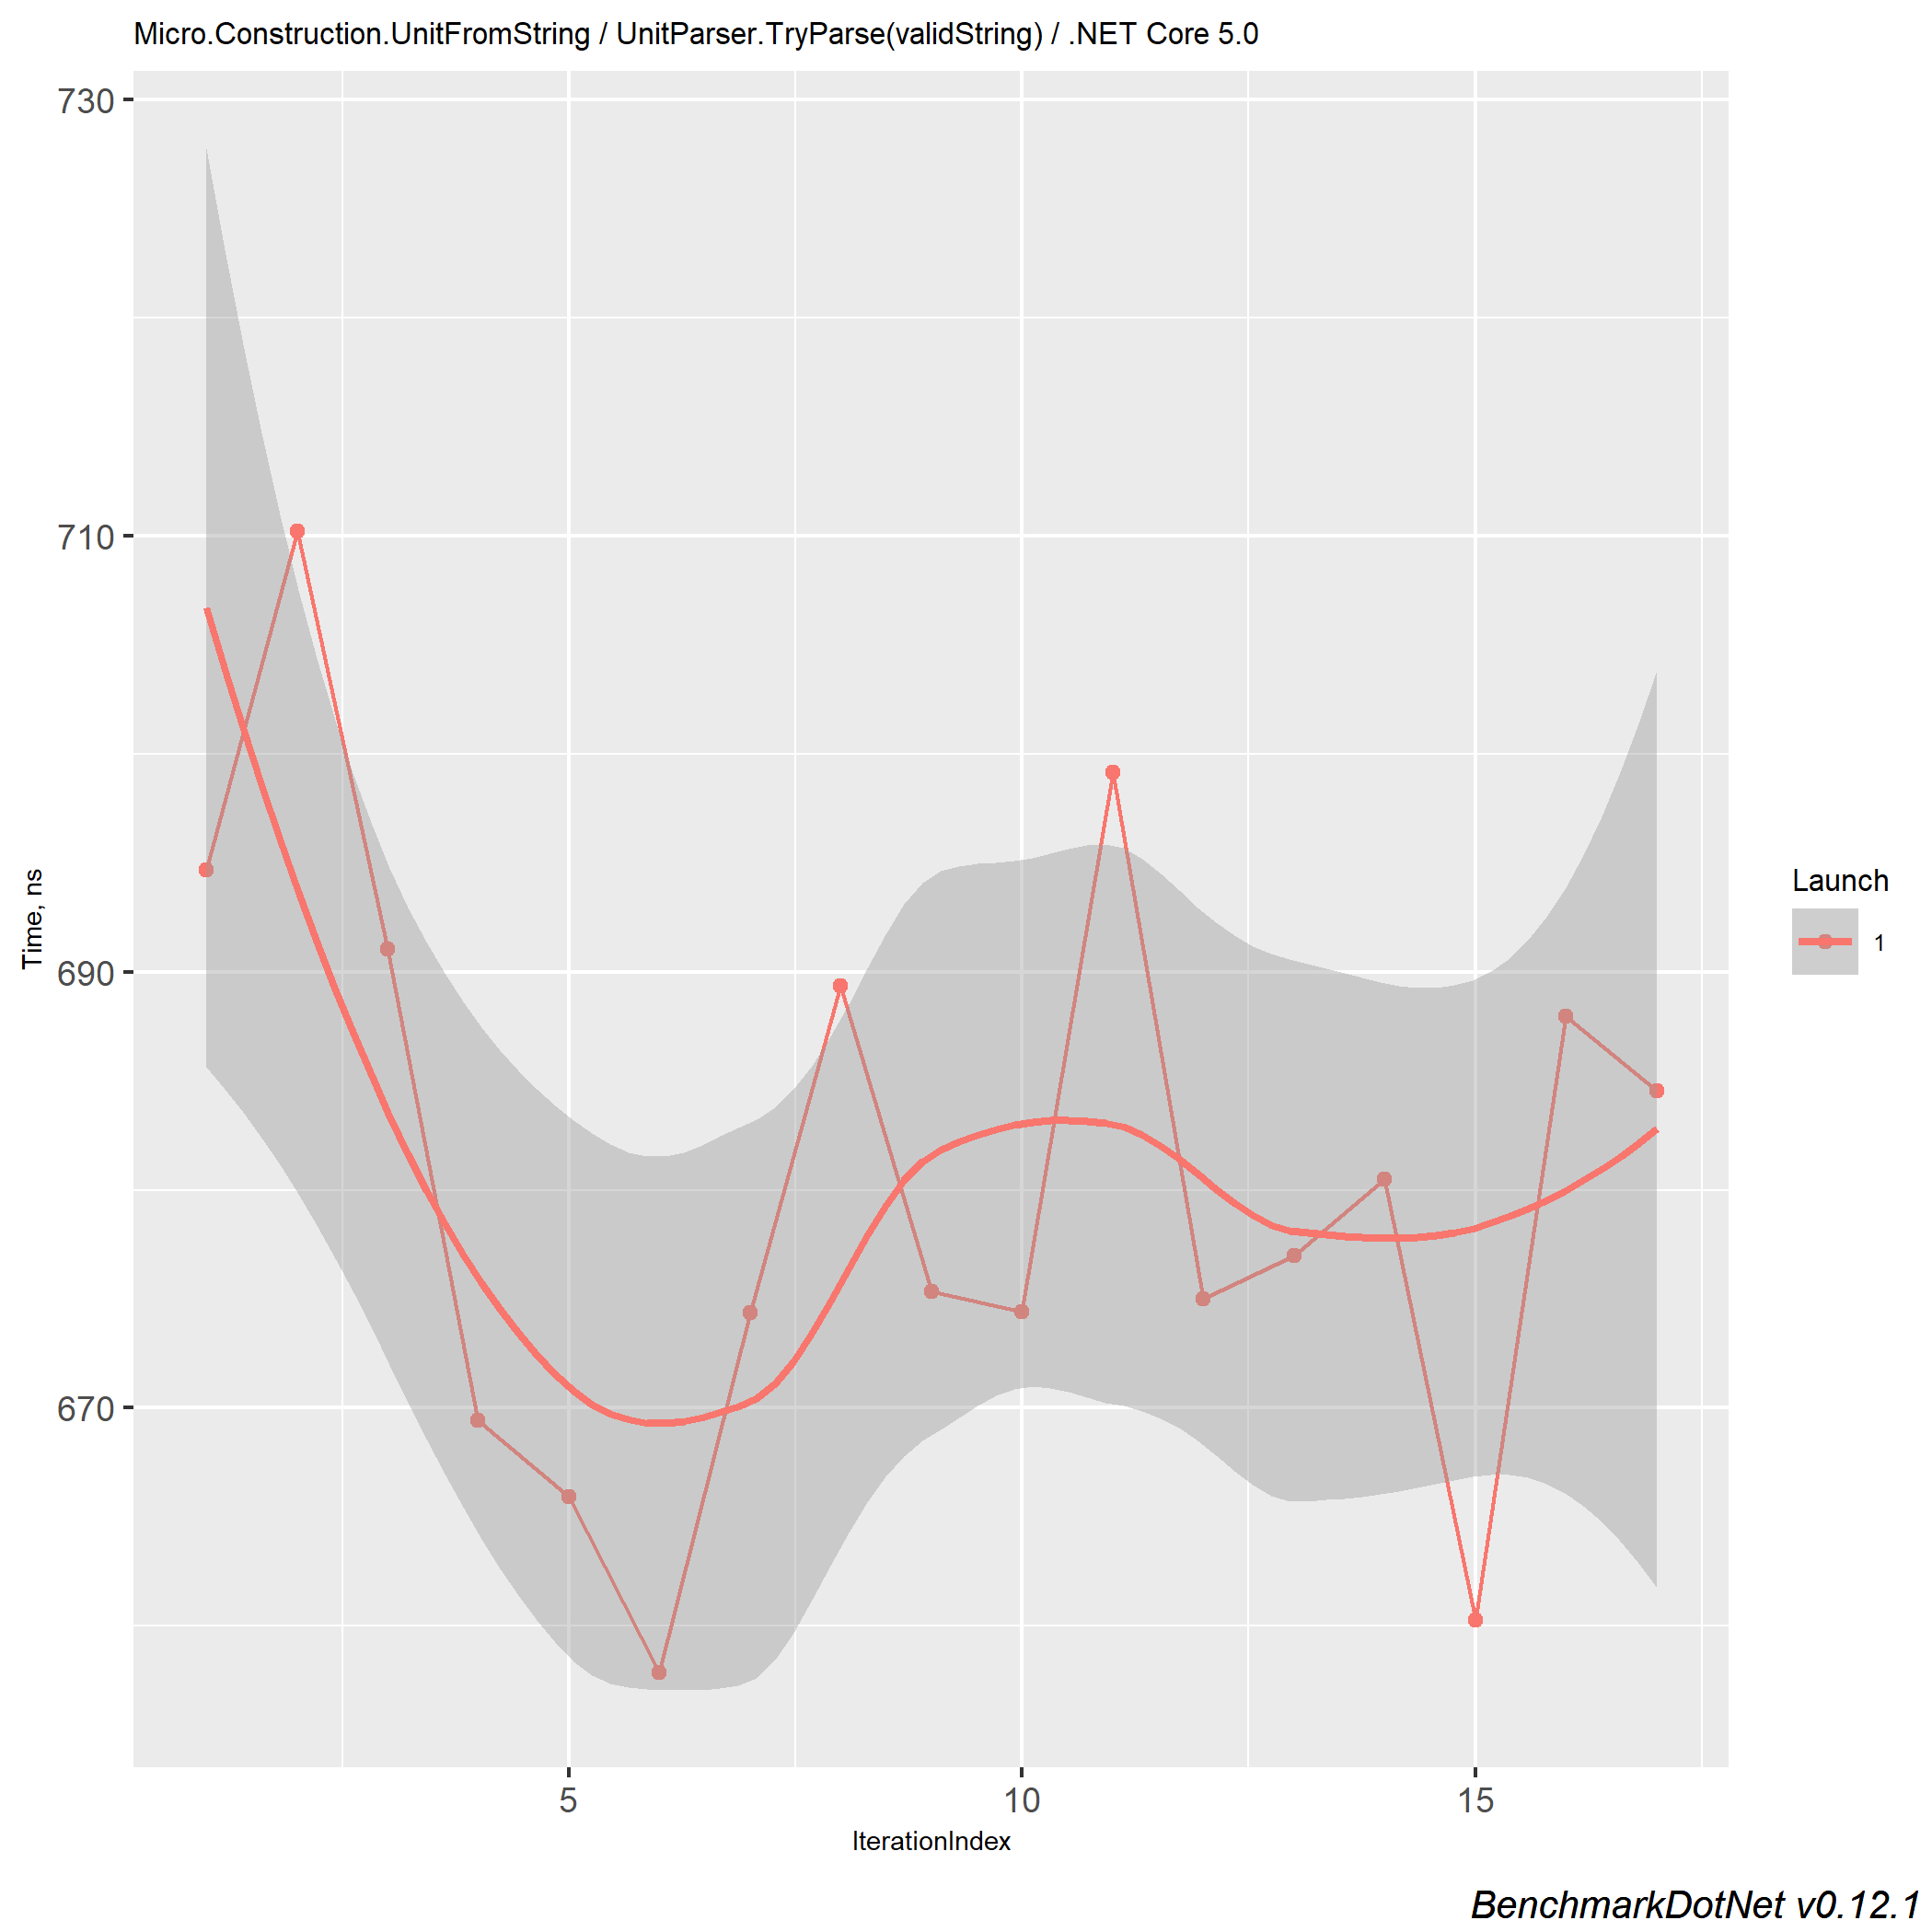 Micro.Construction.UnitFromString / UnitParser.TryParse(validString) / .NET Core 5.0
730
710
690
670
Time, ns
5
10
15
IterationIndex
Launch
1
BenchmarkDotNet v0.12.1